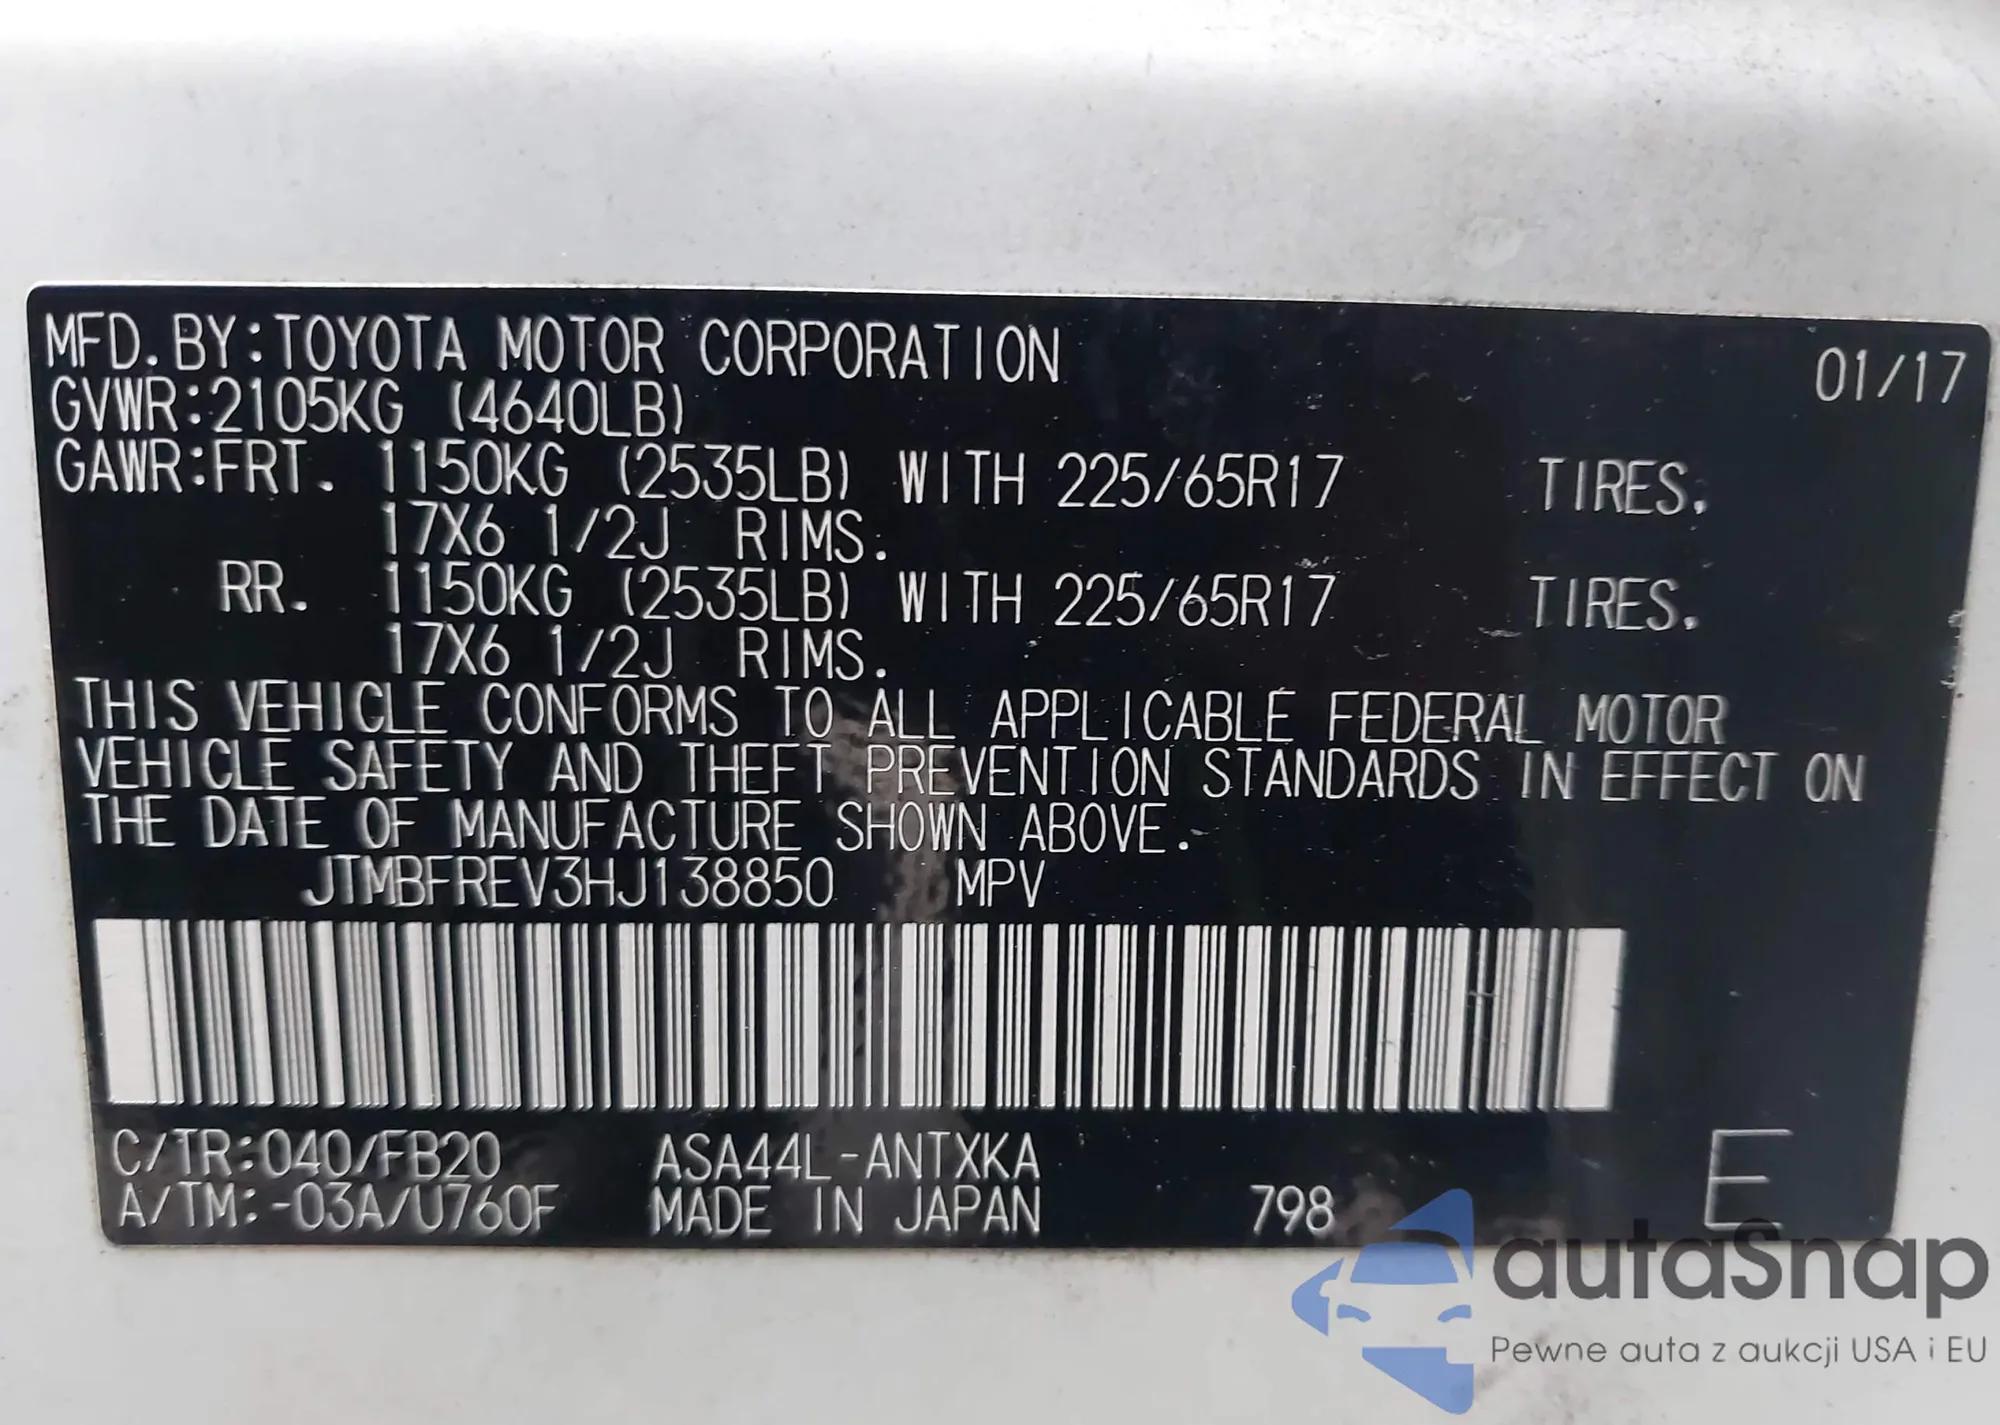 MFD.BY:TOYOTA MOTOR CORPORATION 01/17
GVWR:2105KG (4640LB)
GAWR:FRT. 1150KG (2535LB) WITH 225/65R17 TIRES.
17X6 1/2J RIMS.
RR. 1150KG (2535LB) WITH 225/65R17 TIRES.
17X6 1/2J RIMS.
THIS VEHICLE CONFORMS TO ALL APPLICABLE FEDERAL MOTOR
VEHICLE SAFETY AND THEFT PREVENTION STANDARDS IN EFFECT ON
THE DATE OF MANUFACTURE SHOWN ABOVE.
JTMBFREV3HJ138850 MPV
C/TR:040/FB20 ASA44L-ANTXKA
A/TM:-03A/U760F MADE IN JAPAN 798 E
autaSnap
Pewne auta z aukcji USA i EU